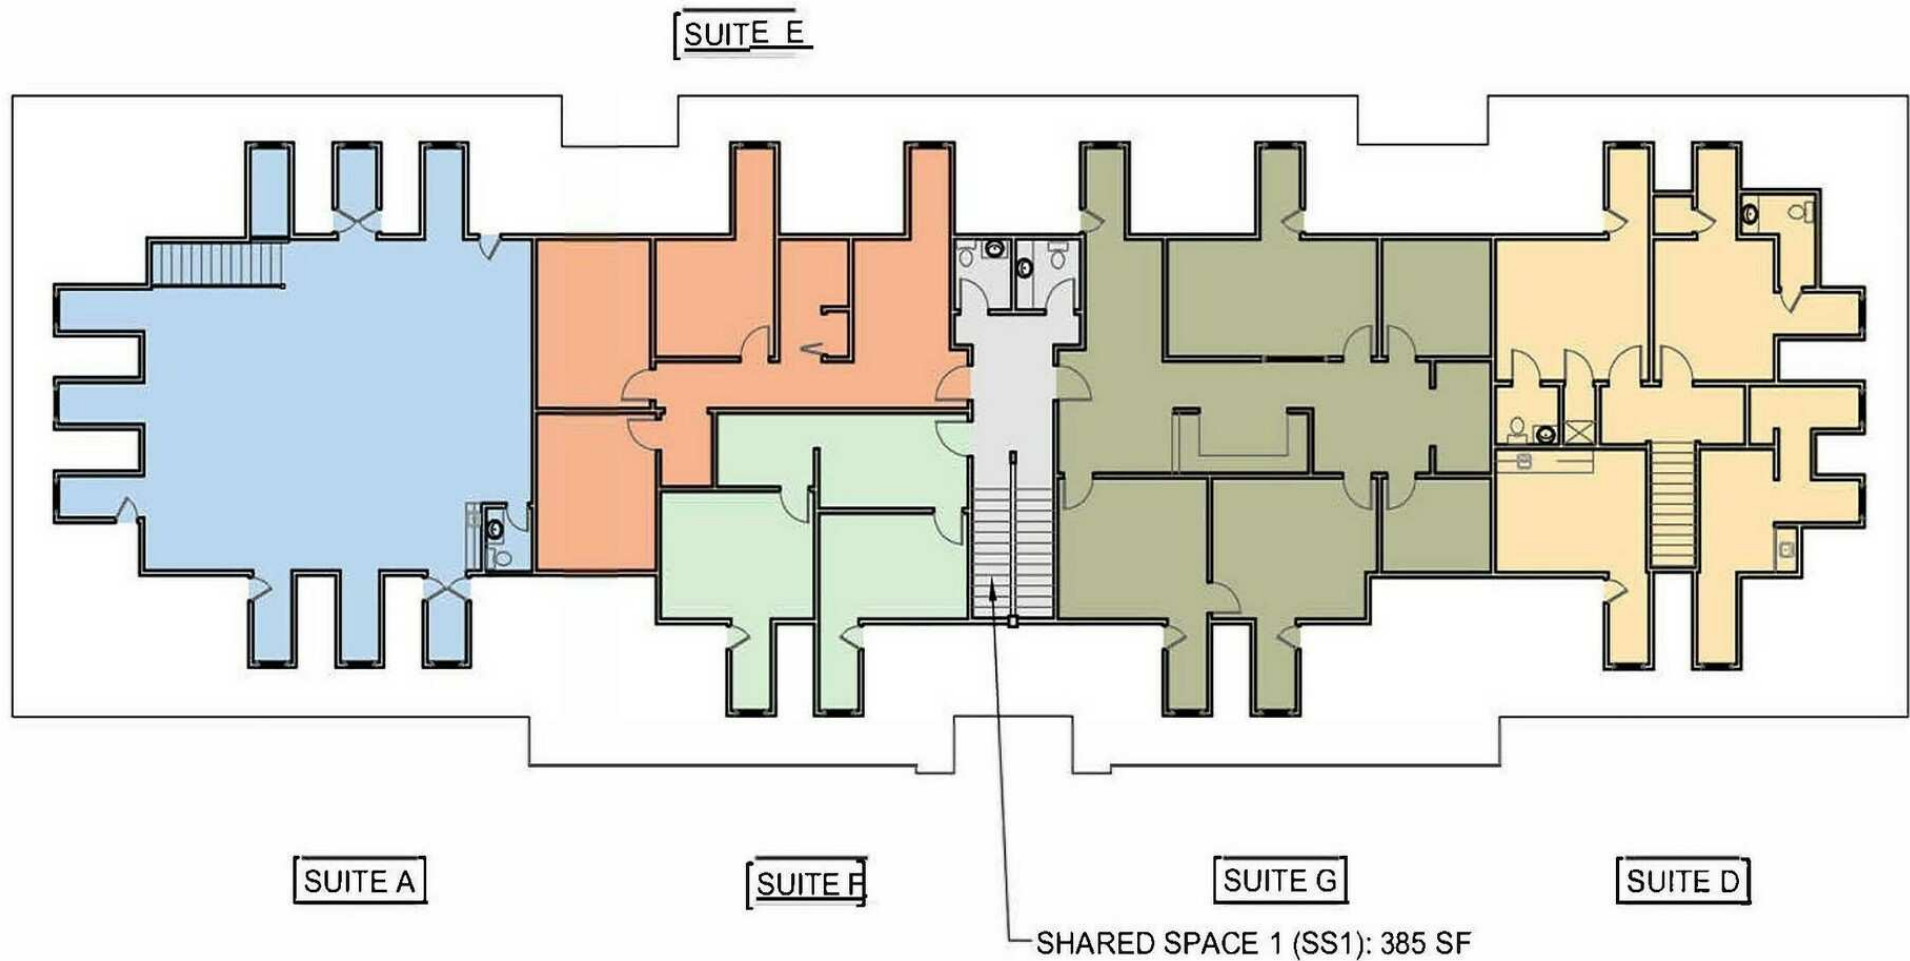 SUITE E
SUITE A
SUITE F
SUITE G
SUITE D
SHARED SPACE 1 (SS1): 385 SF